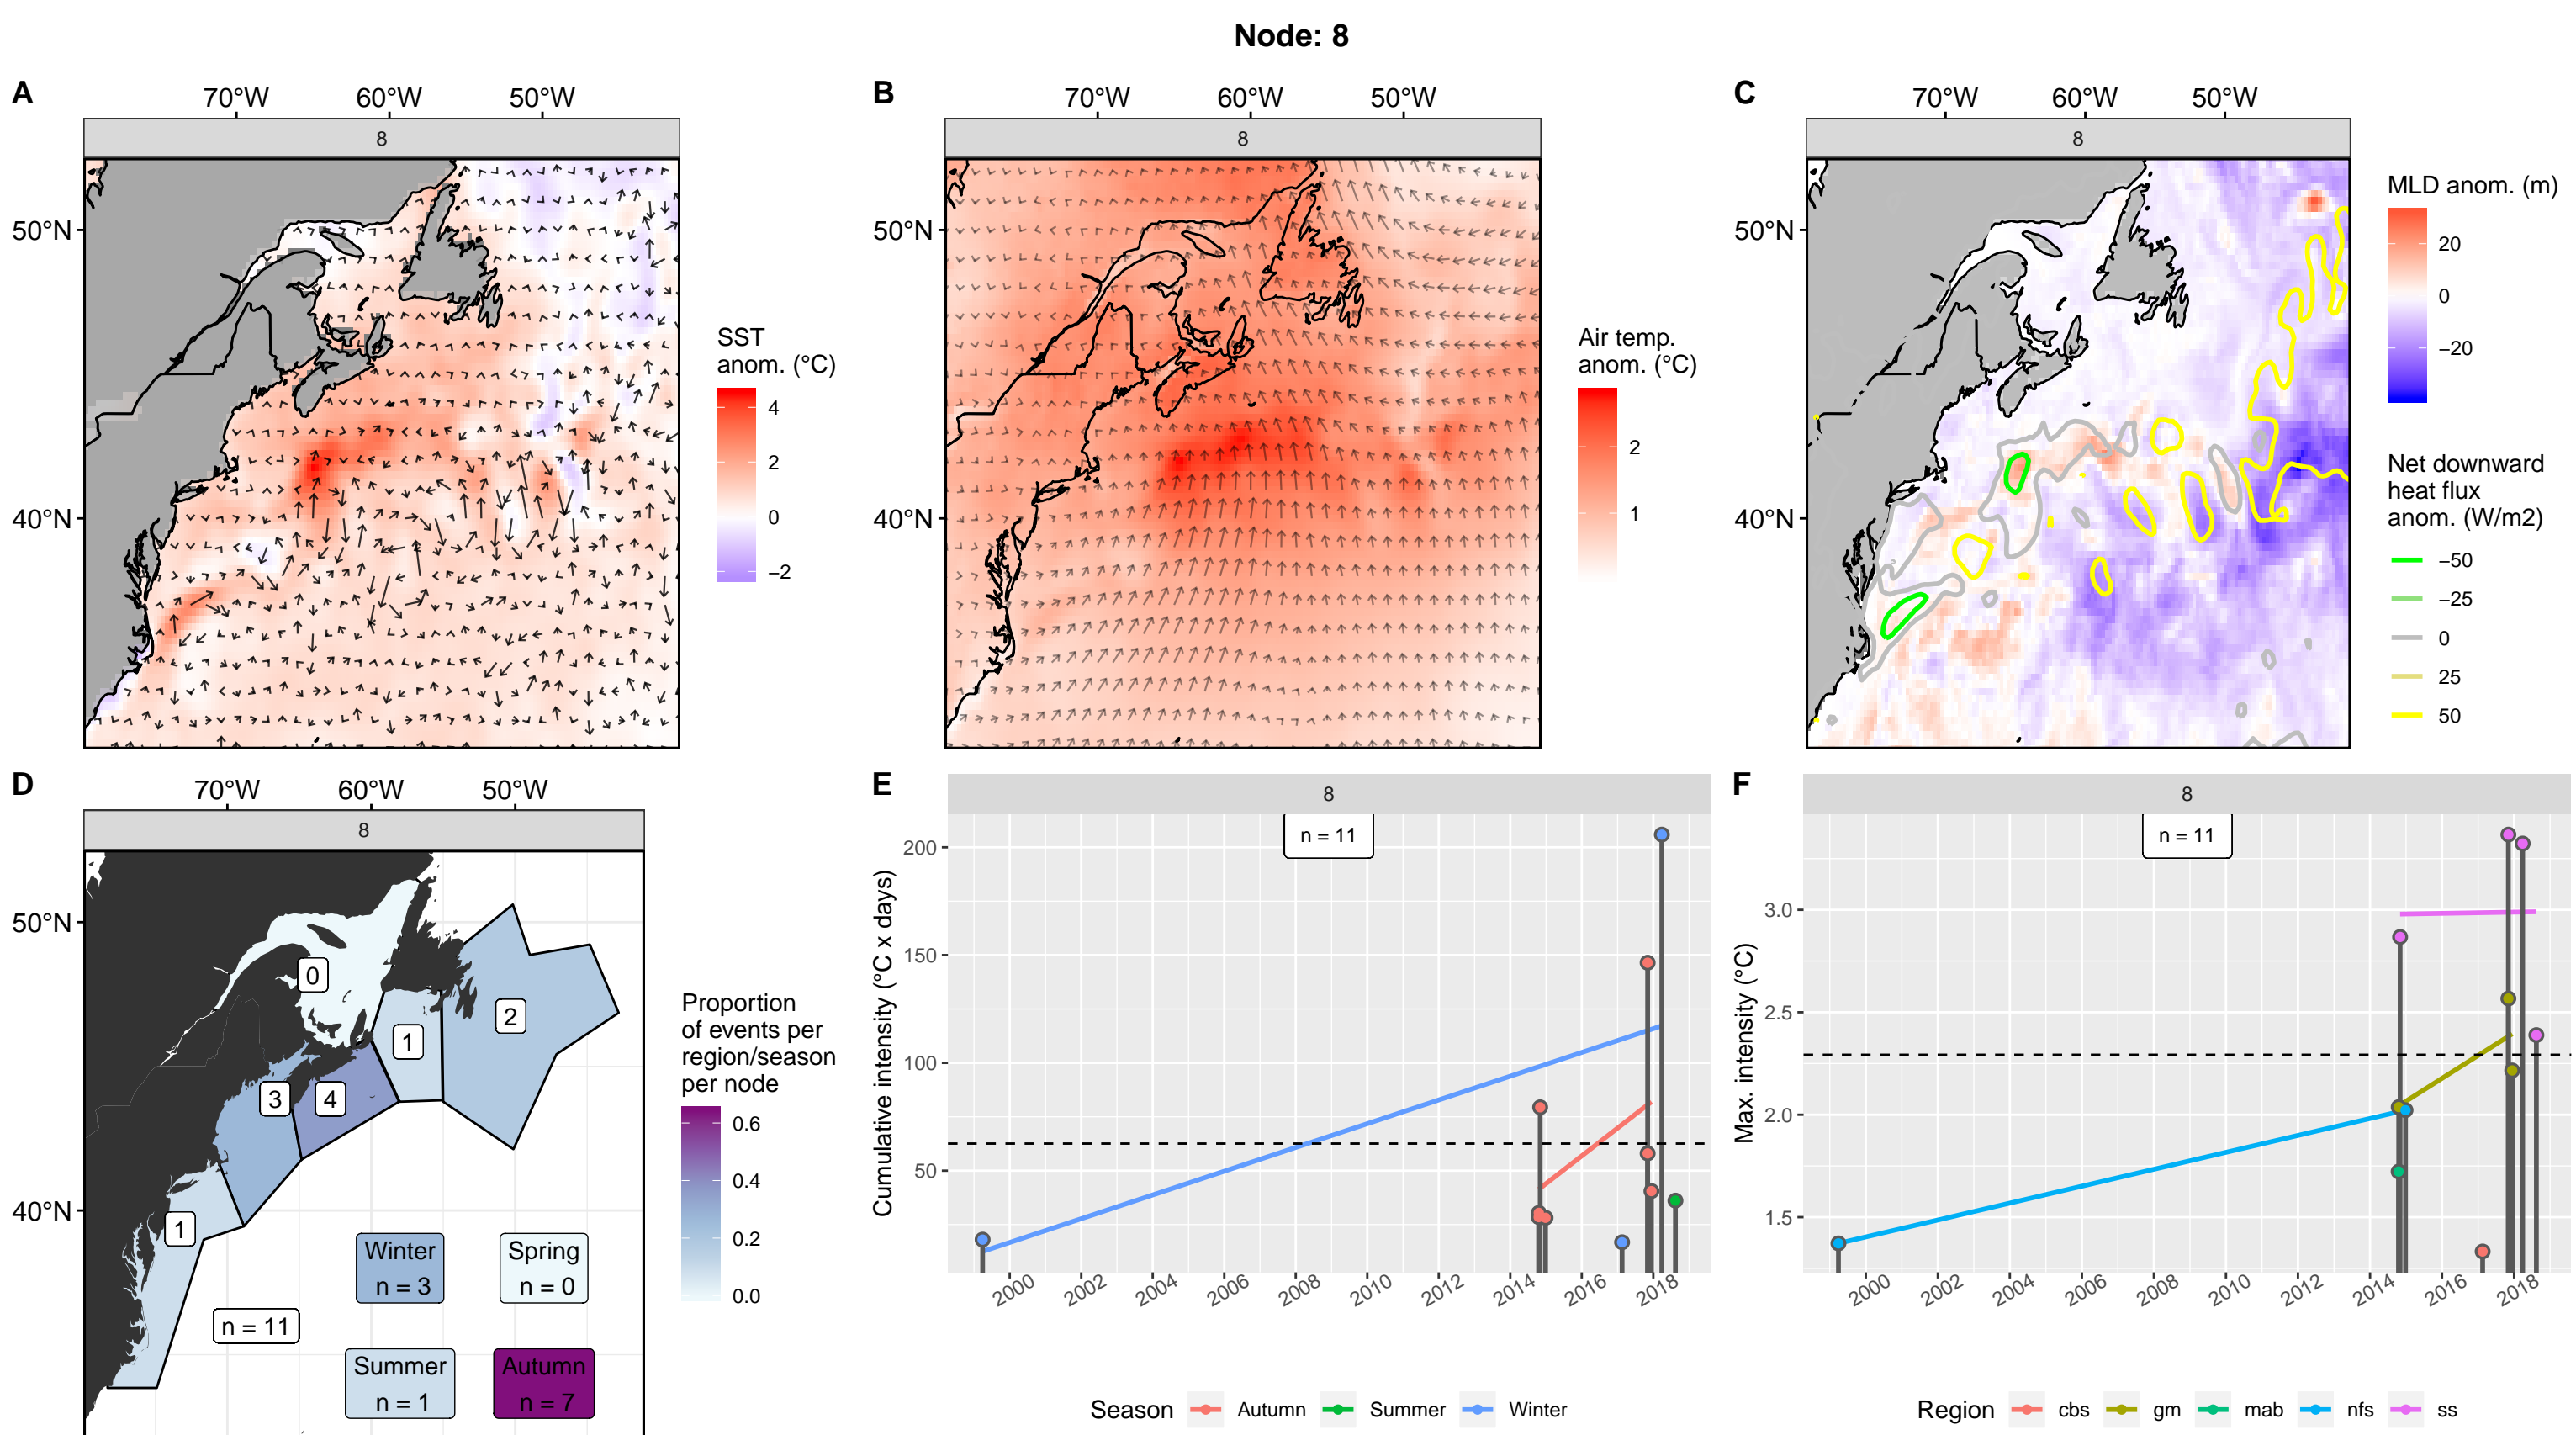 Node: 8
A
70°W 60°W 50°W
8
50°N
40°N
SST
anom. (°C)
4
2
0
−2
B
70°W 60°W 50°W
8
50°N
40°N
Air temp.
anom. (°C)
2
1
C
70°W 60°W 50°W
8
50°N
40°N
MLD anom. (m)
20
0
−20
Net downward
heat flux
anom. (W/m2)
−50
−25
0
25
50
D
70°W 60°W 50°W
8
50°N
40°N
0
1
2
3
4
1
n = 11
Winter
n = 3
Spring
n = 0
Summer
n = 1
Autumn
n = 7
Proportion
of events per
region/season
per node
0.6
0.4
0.2
0.0
E
8
n = 11
Cumulative intensity (°C x days)
200
150
100
50
2000 2002 2004 2006 2008 2010 2012 2014 2016 2018
Season Autumn Summer Winter
F
8
n = 11
Max. intensity (°C)
3.0
2.5
2.0
1.5
2000 2002 2004 2006 2008 2010 2012 2014 2016 2018
Region cbs gm mab nfs ss